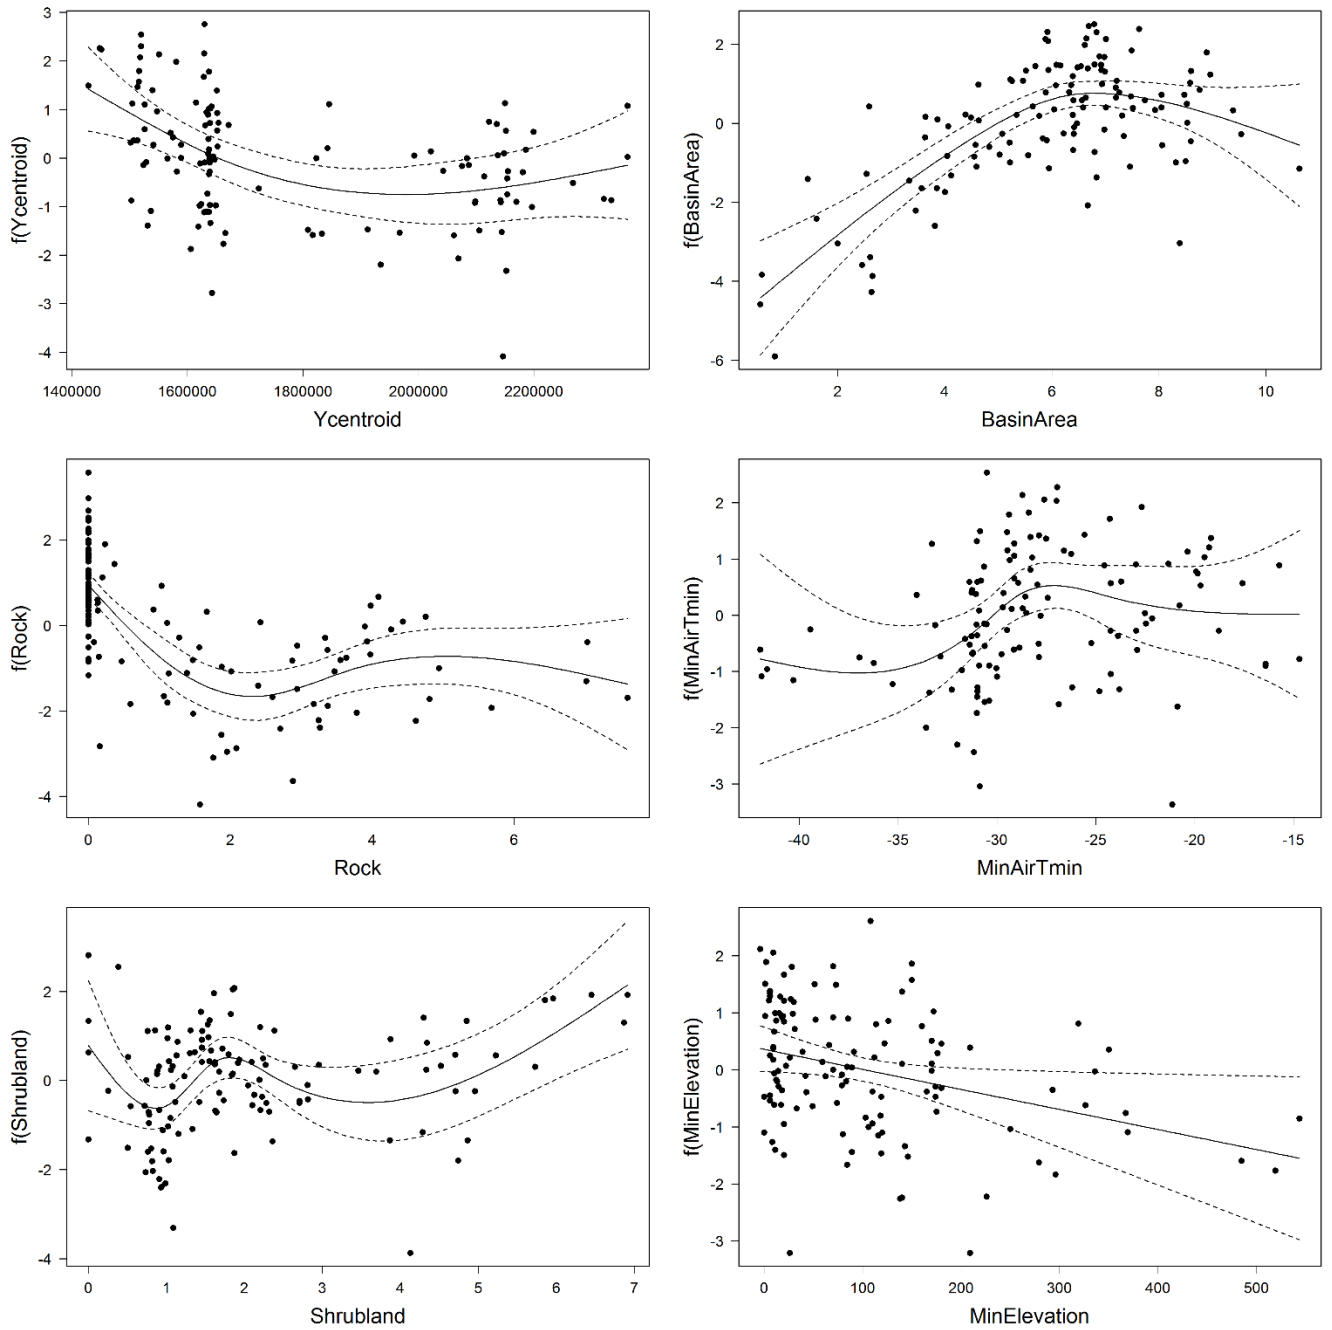 3
2
1
0
-1
-2
-3
-4
f(Ycentroid)
1400000 1600000 1800000 2000000 2200000
Ycentroid
2
0
-2
-4
-6
f(BasinArea)
2 4 6 8 10
BasinArea
2
0
-2
-4
f(Rock)
0 2 4 6
Rock
2
1
0
-1
-2
-3
f(MinAirTmin)
-40 -35 -30 -25 -20 -15
MinAirTmin
2
0
-2
-4
f(Shrubland)
0 1 2 3 4 5 6 7
Shrubland
2
1
0
-1
-2
-3
f(MinElevation)
0 100 200 300 400 500
MinElevation